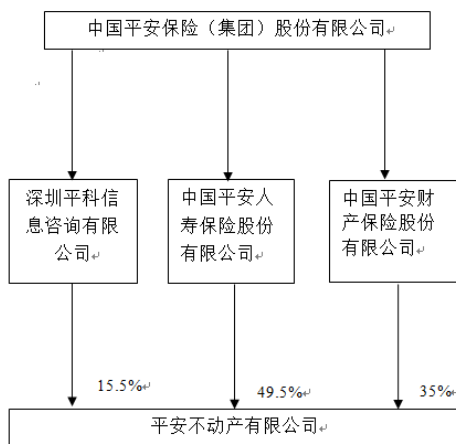 中国平安保险（集团）股份有限公司
深圳平科信
息咨询有限
公司
中国平安人
寿保险股份
有限公司
中国平安财
产保险股份
有限公司
15.5%
49.5%
35%
平安不动产有限公司